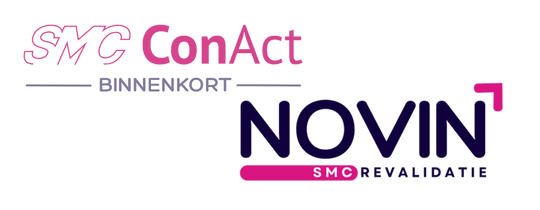 SMC ConAct
BINNENKORT
NOVIN
SMC REVALIDATIE